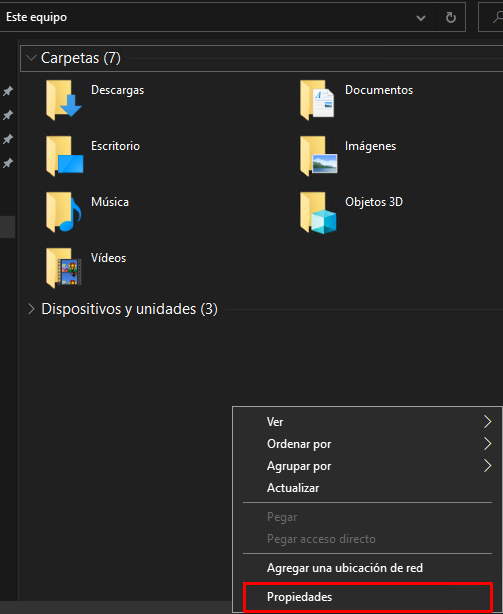 Este equipo
Carpetas (7)
Descargas
Documentos
Escritorio
Imágenes
Música
Objetos 3D
Vídeos
Dispositivos y unidades (3)
Ver
Ordenar por
Agrupar por
Actualizar
Pegar
Pegar acceso directo
Agregar una ubicación de red
Propiedades